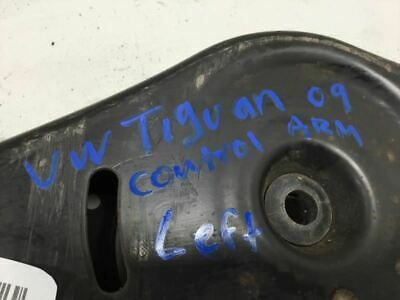 VW Tiguan 09
control ARM
Left